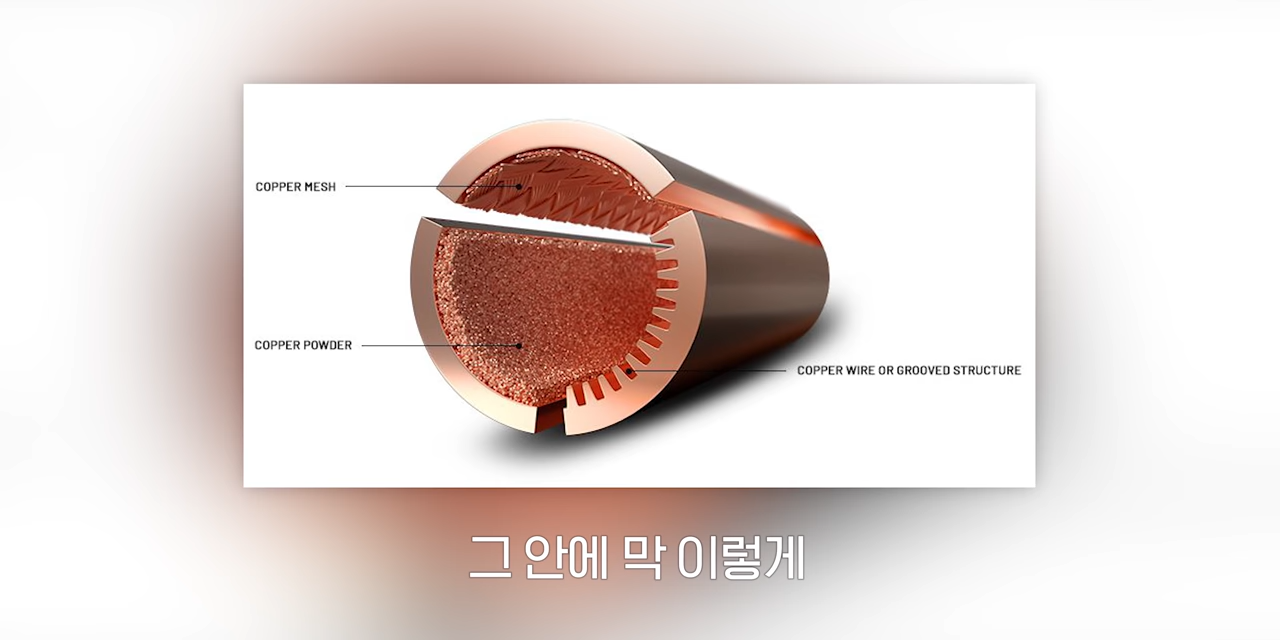 COPPER MESH
COPPER POWDER
COPPER WIRE OR GROOVED STRUCTURE
그 안에 막 이렇게